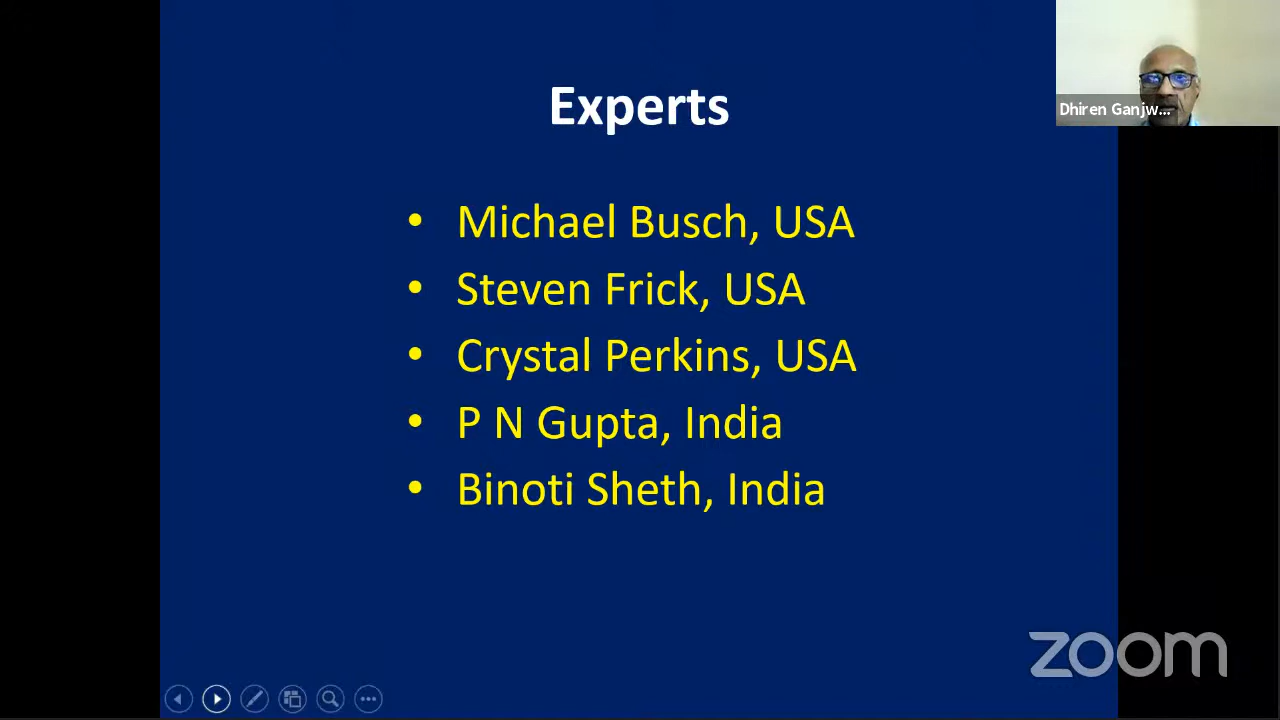 Experts
Dhiren Ganjw...
• Michael Busch, USA
• Steven Frick, USA
• Crystal Perkins, USA
• P N Gupta, India
• Binoti Sheth, India
zoom